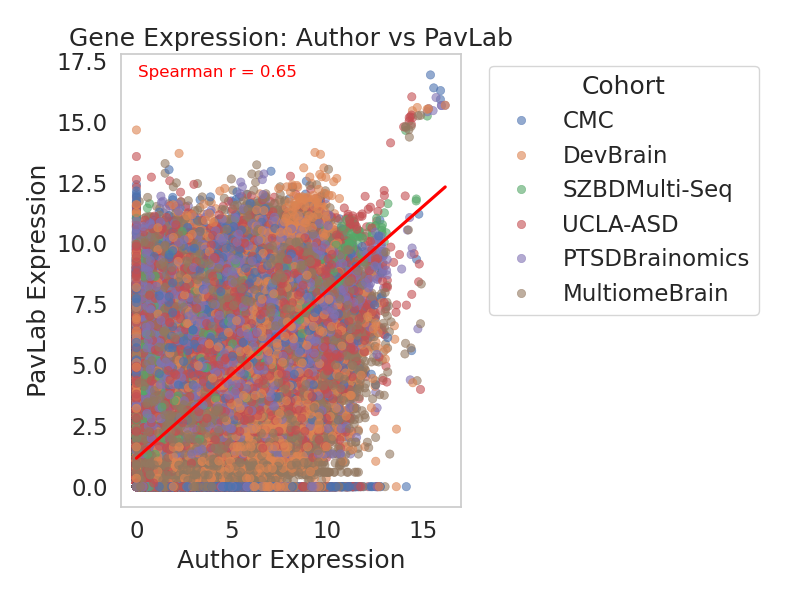 Gene Expression: Author vs PavLab
Spearman r = 0.65
17.5
15.0
12.5
10.0
7.5
5.0
2.5
0.0
PavLab Expression
0
5
10
15
Author Expression
Cohort
CMC
DevBrain
SZBDMulti-Seq
UCLA-ASD
PTSDBrainomics
MultiomeBrain